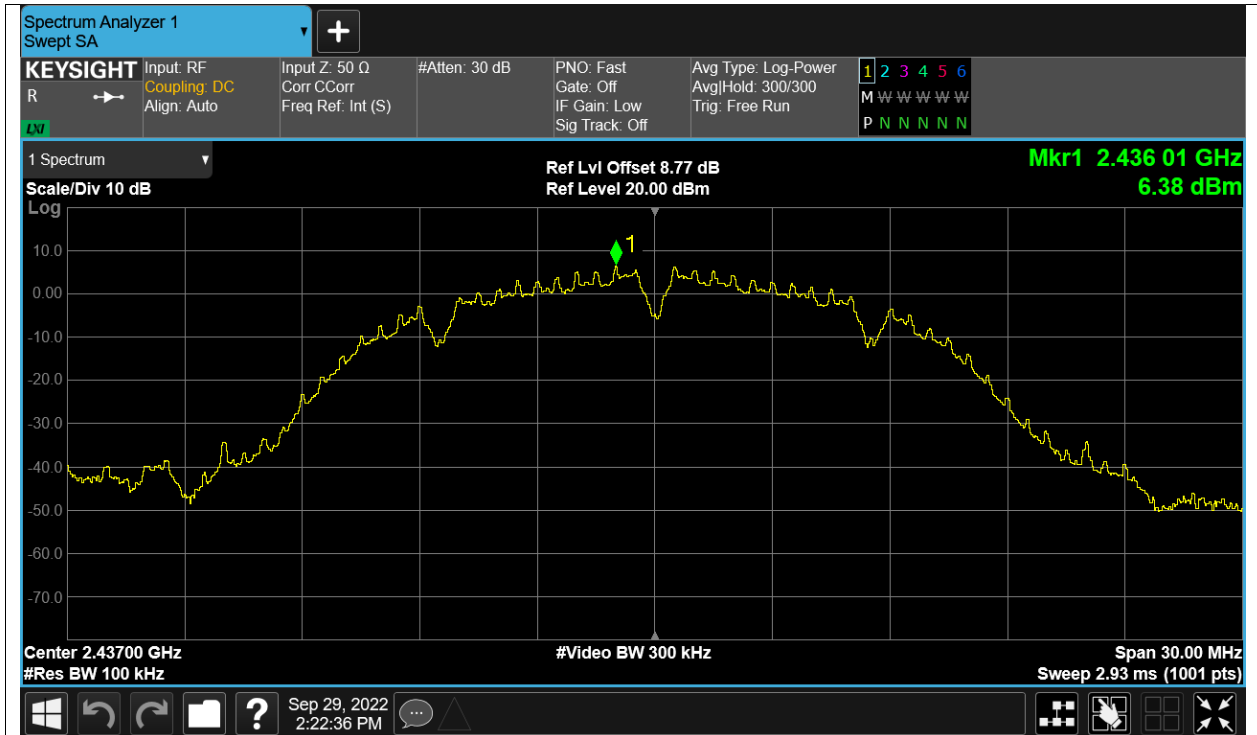 Spectrum Analyzer 1
Swept SA
▼
+
KEYSIGHT
R
LXI
Input: RF
Coupling: DC
Align: Auto
Input Z: 50 Ω
Corr CCorr
Freq Ref: Int (S)
#Atten: 30 dB
PNO: Fast
Gate: Off
IF Gain: Low
Sig Track: Off
Avg Type: Log-Power
Avg|Hold: 300/300
Trig: Free Run
1 2 3 4 5 6
M W W W W W
P N N N N N N
1 Spectrum ▼
Scale/Div 10 dB
Log
Ref Lvl Offset 8.77 dB
Ref Level 20.00 dBm
Mkr1 2.436 01 GHz
6.38 dBm
1
10.0
0.00
-10.0
-20.0
-30.0
-40.0
-50.0
-60.0
-70.0
Center 2.43700 GHz
#Res BW 100 kHz
#Video BW 300 kHz
Span 30.00 MHz
Sweep 2.93 ms (1001 pts)
?
Sep 29, 2022
2:22:36 PM